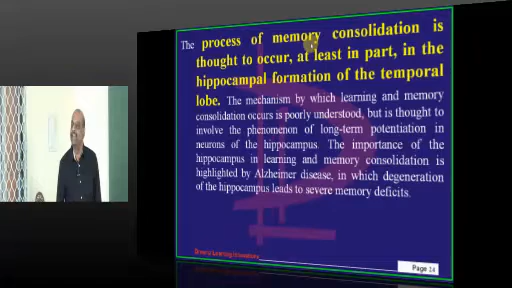 The process of memory consolidation is
thought to occur, at least in part, in the
hippocampal formation of the temporal
lobe. The mechanism by which learning and memory
consolidation occurs is poorly understood, but is thought to
involve the phenomenon of long-term potentiation in
neurons of the hippocampus. The importance of the
hippocampus in learning and memory consolidation is
highlighted by Alzheimer disease, in which degeneration
of the hippocampus leads to severe memory deficits.
Page 24